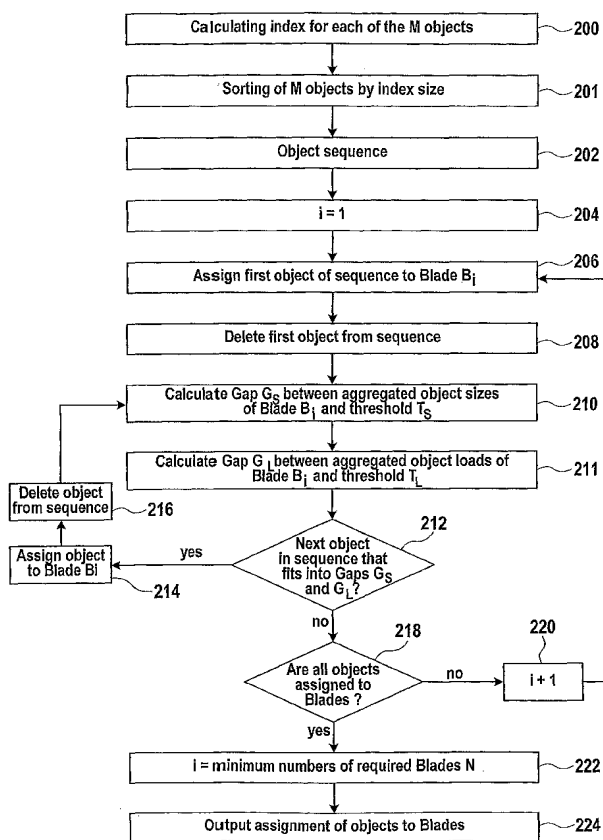 Calculating index for each of the M objects
200
Sorting of M objects by index size
201
Object sequence
202
i = 1
204
206
Assign first object of sequence to Blade Bi
Delete first object from sequence
208
Calculate Gap GS between aggregated object sizes
of Blade Bi and threshold TS
210
Calculate Gap GL between aggregated object loads of
Blade Bi and threshold TL
211
Delete object
from sequence
216
Assign object
to Blade Bi
214
yes
212
Next object
in sequence that
fits into Gaps GS
and GL?
no
218
Are all objects
assigned to
Blades ?
no
220
i + 1
yes
i = minimum numbers of required Blades N
222
Output assignment of objects to Blades
224